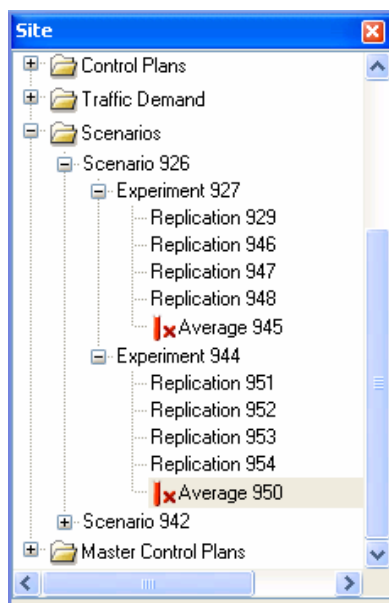 Site
Control Plans
Traffic Demand
Scenarios
Scenario 926
Experiment 927
Replication 929
Replication 946
Replication 947
Replication 948
Average 945
Experiment 944
Replication 951
Replication 952
Replication 953
Replication 954
Average 950
Scenario 942
Master Control Plans